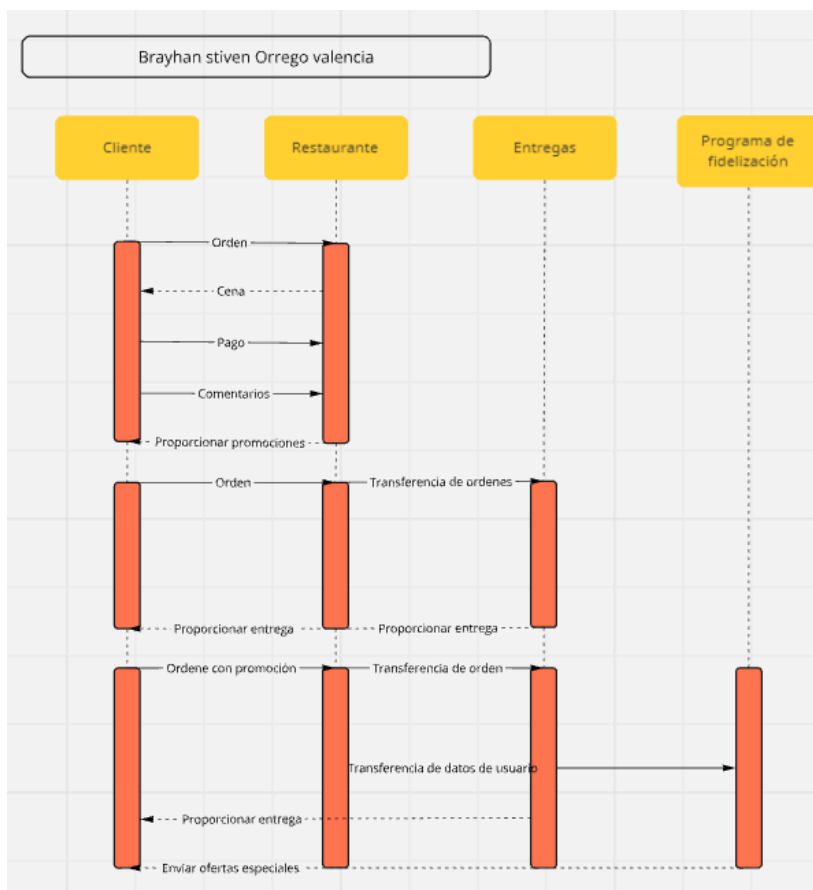 Brayhan stiven Orrego valencia
Cliente
Restaurante
Entregas
Programa de
fidelización
Orden
Cena
Pago
Comentarios
Proporcionar promociones
Orden
Transferencia de ordenes
Proporcionar entrega
Proporcionar entrega
Ordene con promoción
Transferencia de orden
Transferencia de datos de usuario
Proporcionar entrega
Enviar ofertas especiales